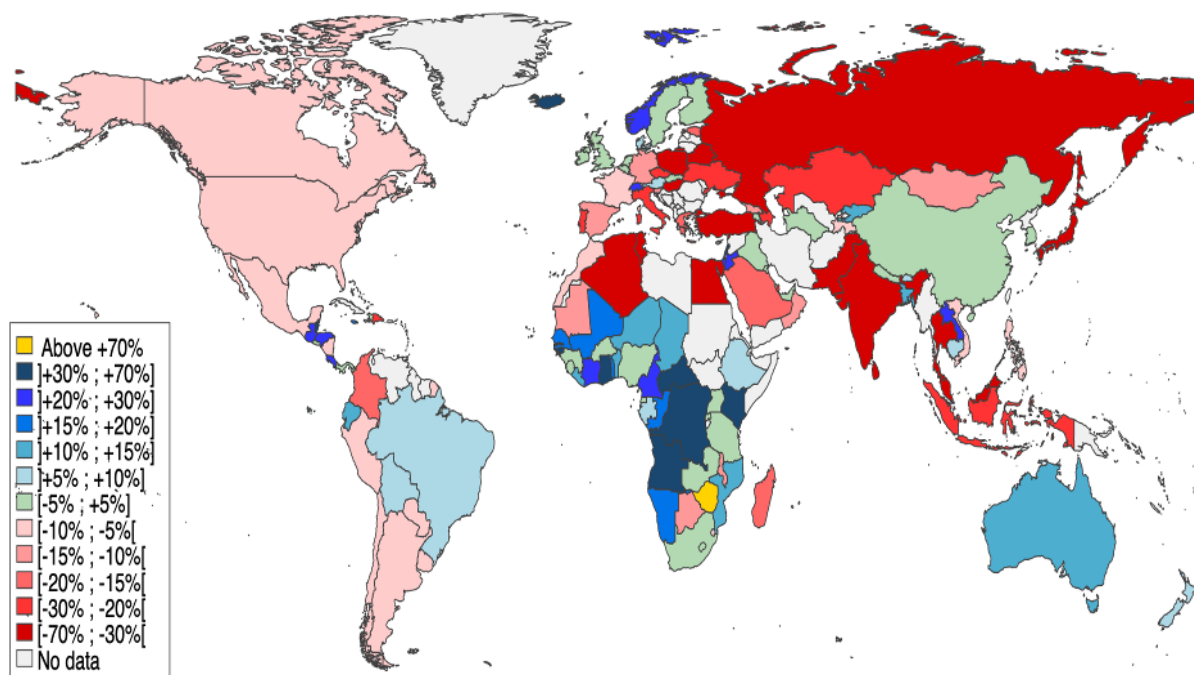 Above +70%
]+30% ; +70%]
]+20% ; +30%]
]+15% ; +20%]
]+10% ; +15%]
]+5% ; +10%]
[-5% ; +5%]
[-10% ; -5%[
[-15% ; -10%[
[-20% ; -15%[
[-30% ; -20%[
[-70% ; -30%[
No data